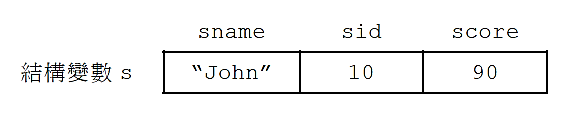 sname sid score
結構變數 s “John” 10 90